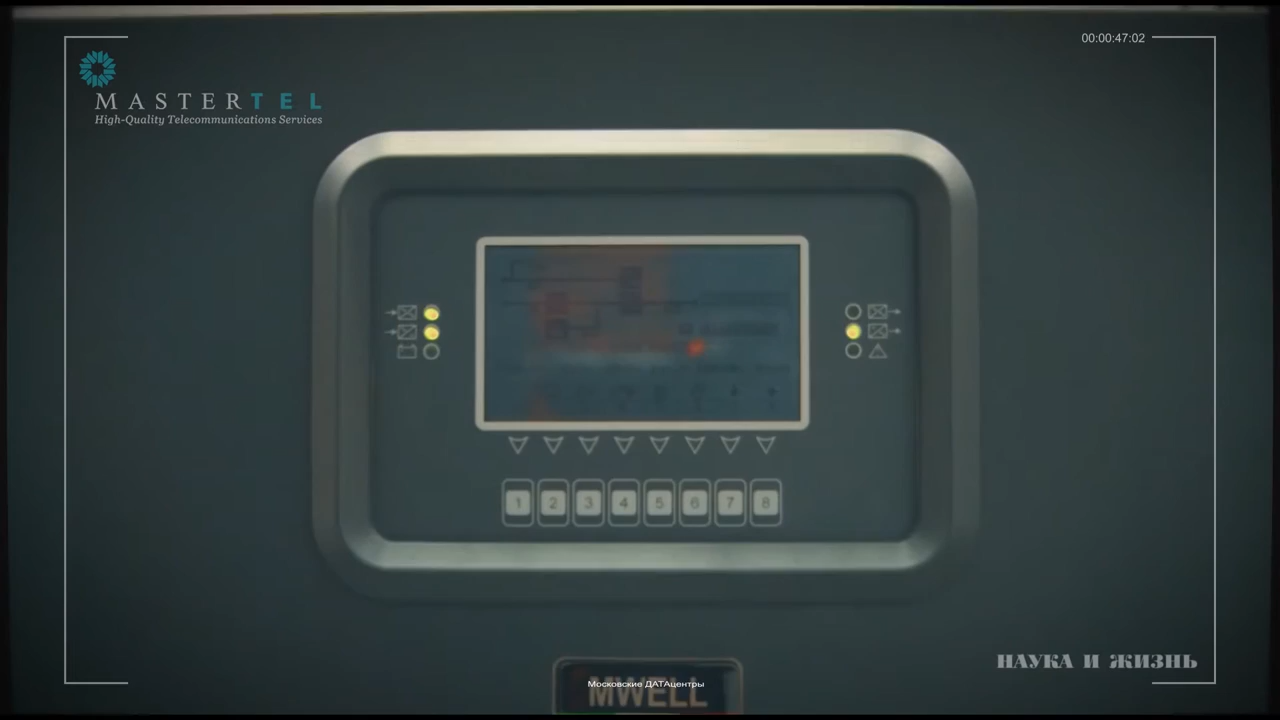 00:00:47:02
MASTERTEL
High-Quality Telecommunications Services
1 2 3 4 5 6 7 8
НАУКА И ЖИЗНЬ
Московские ДАТАцентры
MWELL